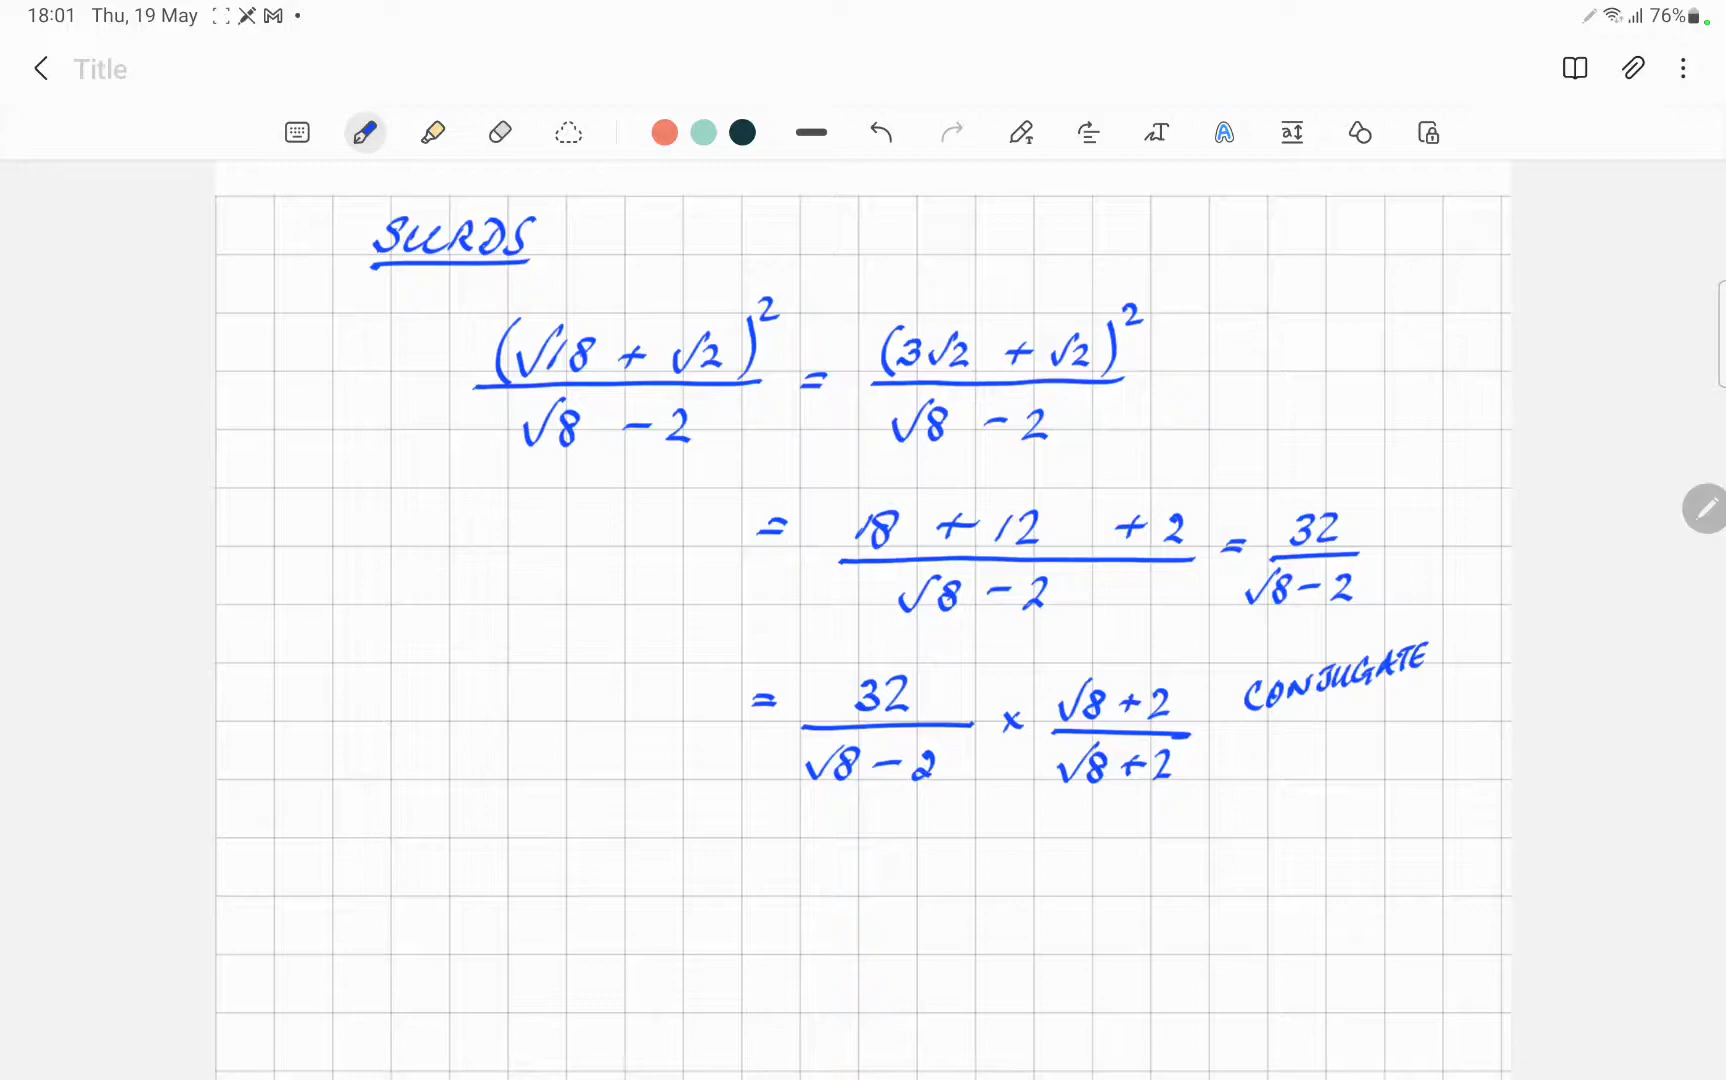 18:01 Thu, 19 May 76%
Title
SURDS
(√18 + √2)² / (√8 - 2) = (3√2 + √2)² / (√8 - 2)
= (18 + 12 + 2) / (√8 - 2) = 32 / (√8 - 2)
= 32 / (√8 - 2) × (√8 + 2) / (√8 + 2) CONJUGATE